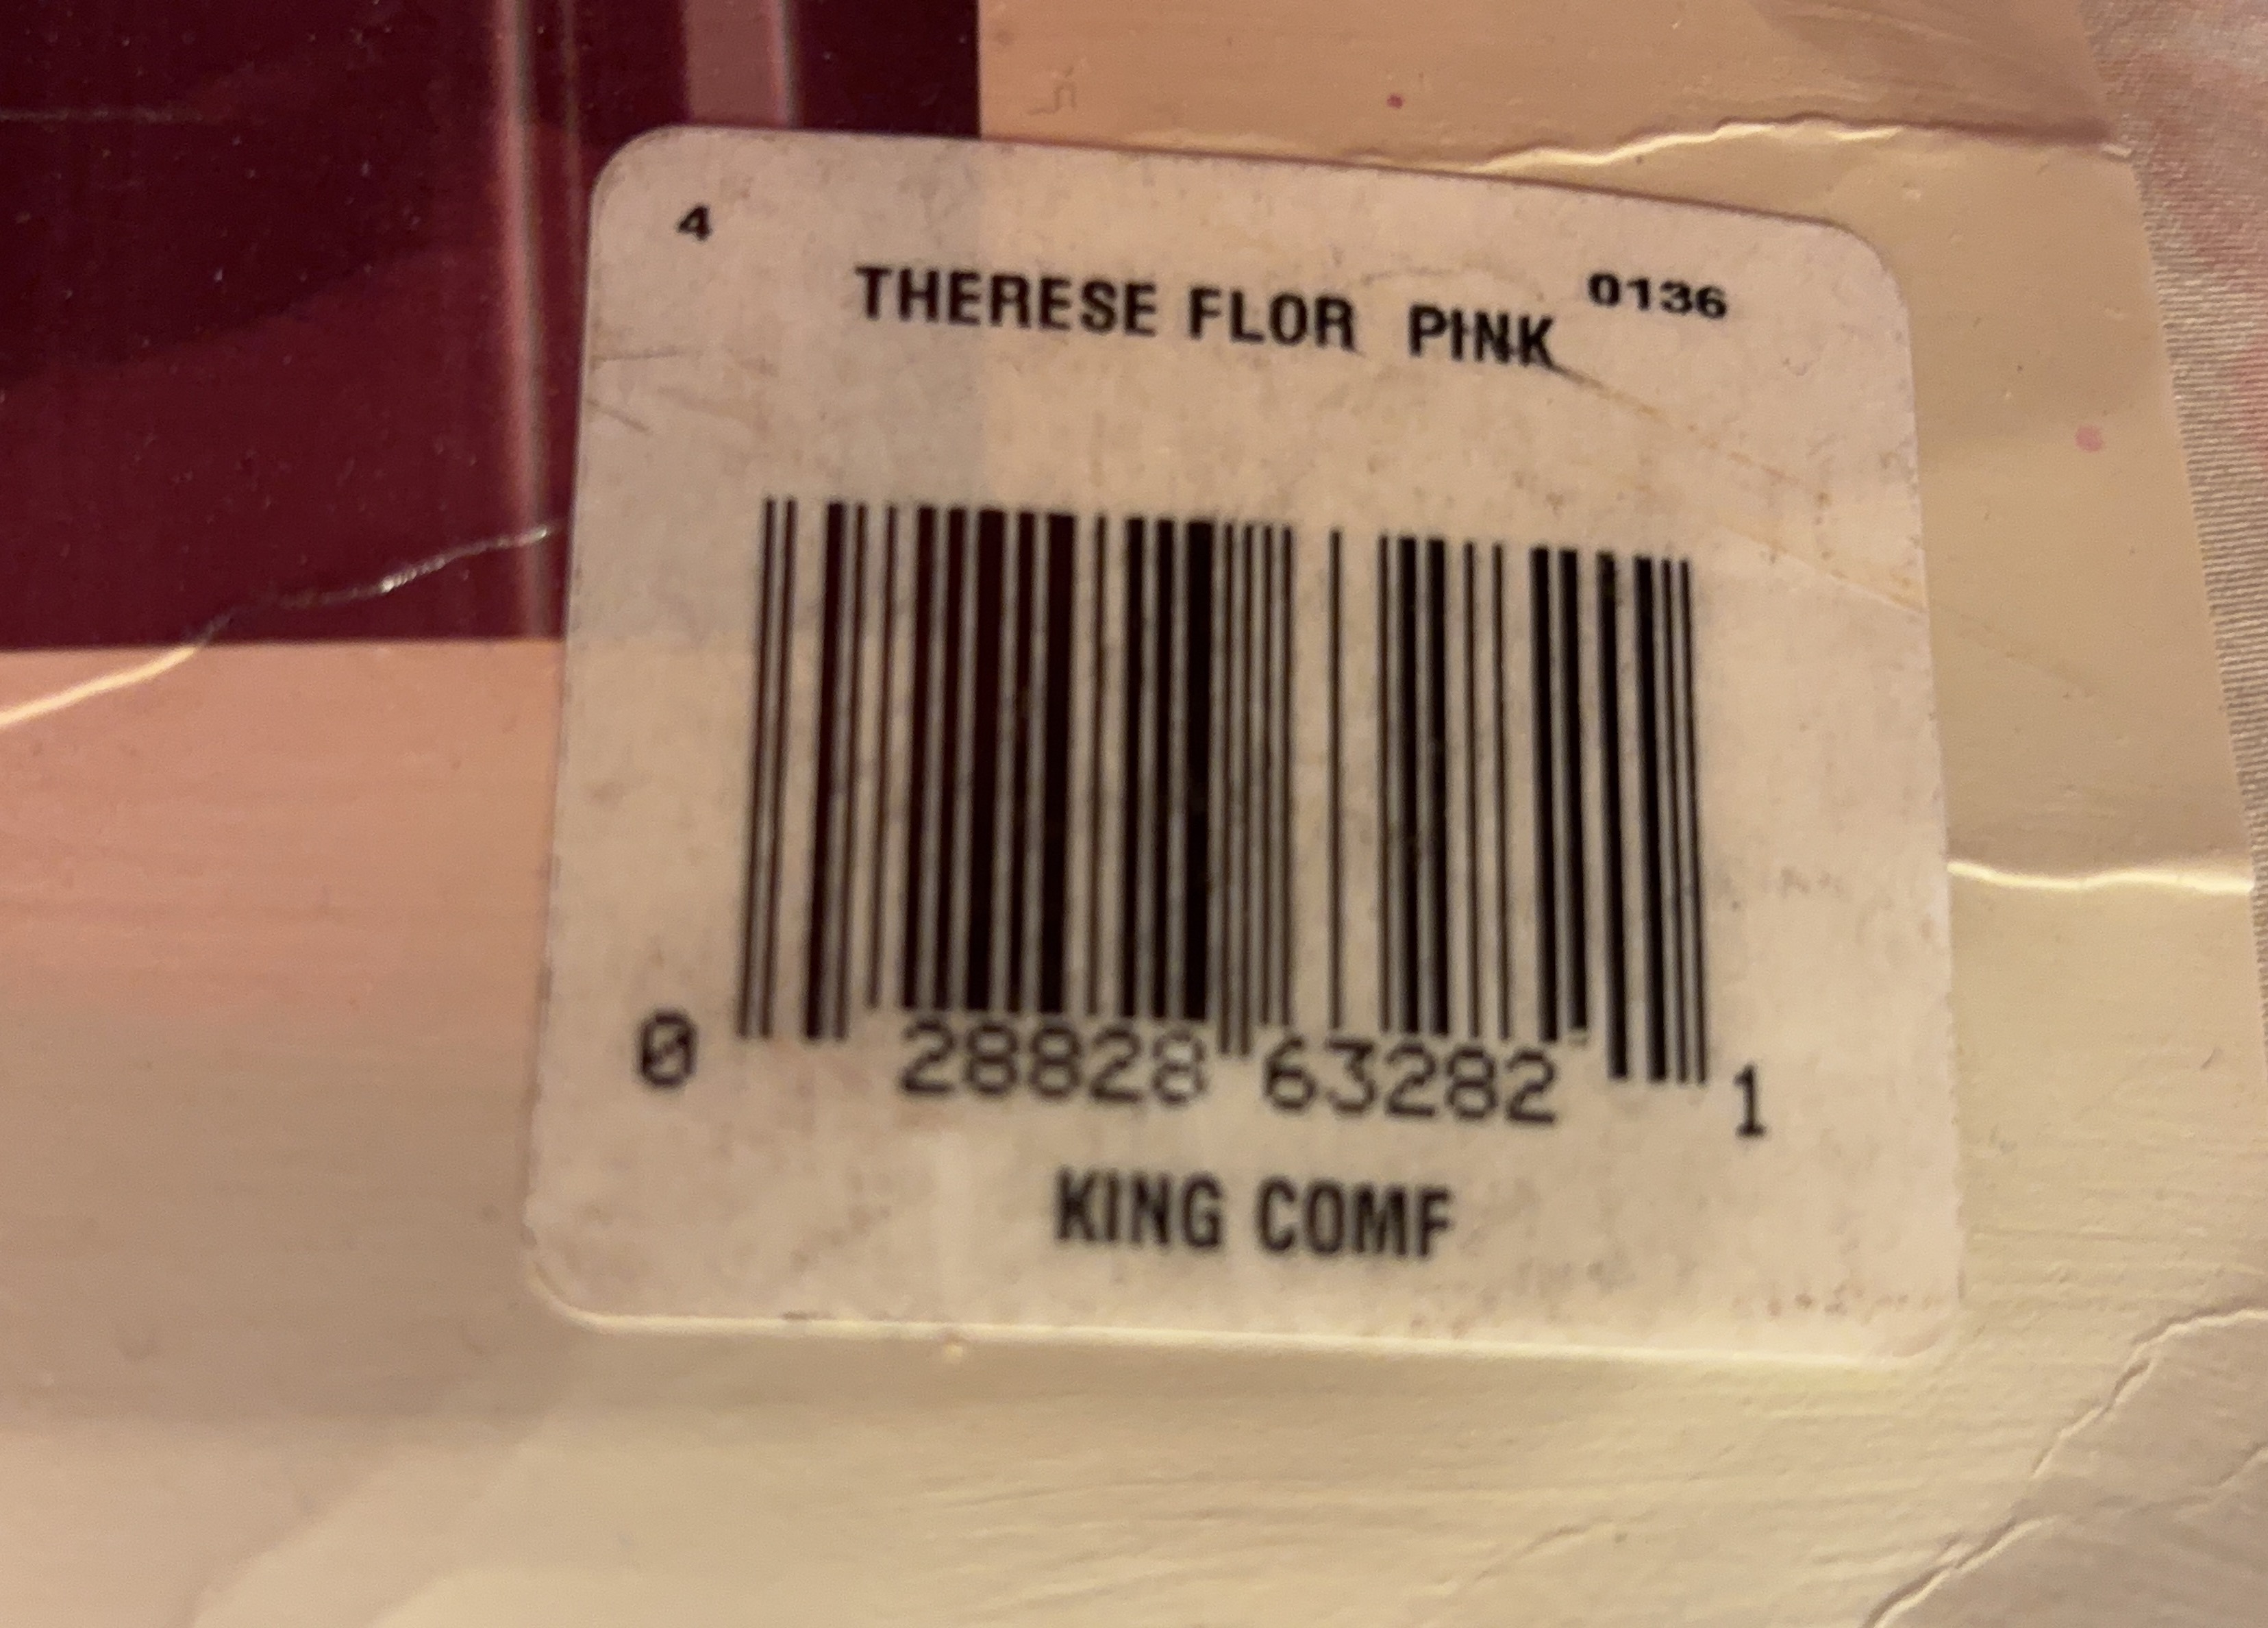 4
THERESE FLOR PINK 0136
0 28828 63282 1
KING COMF